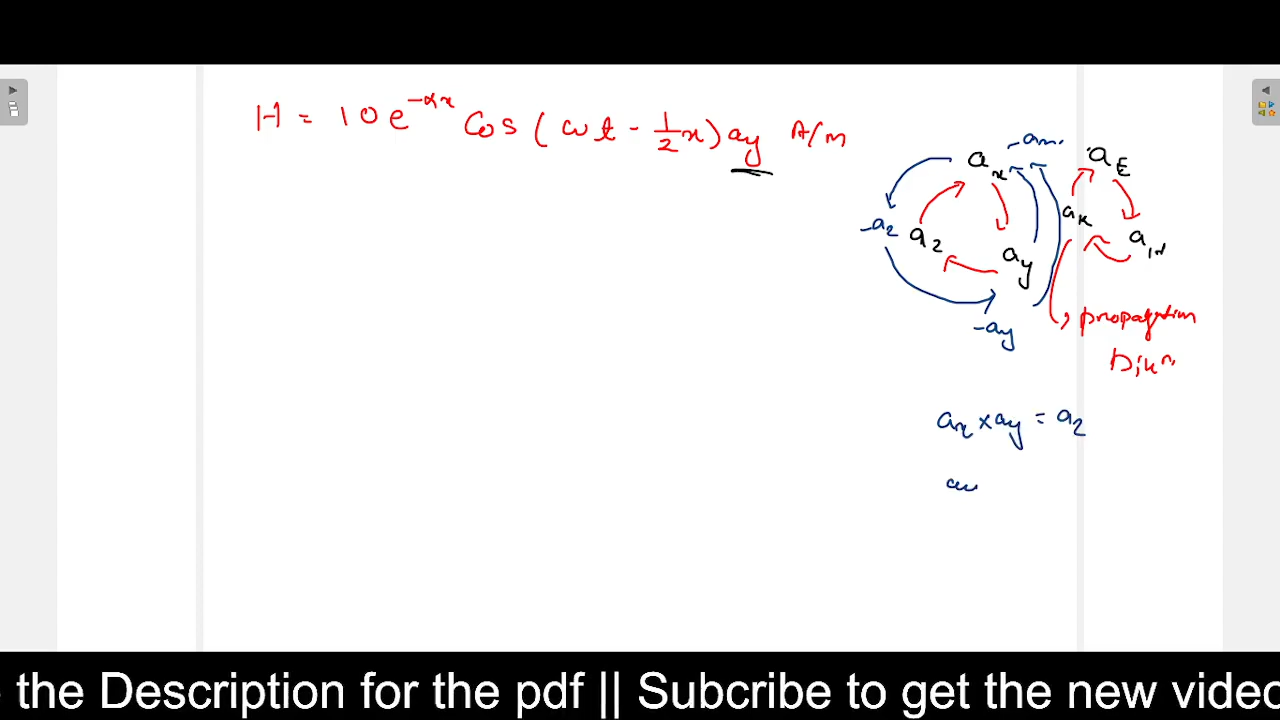 H = 10 e^{-αx} Cos (ωt - 1/2 x) ay A/m
-ax
ax
aE
ak
-az
az
ay
aH
-ay
propagation
ax × ay = az
the Description for the pdf || Subcribe to get the new video